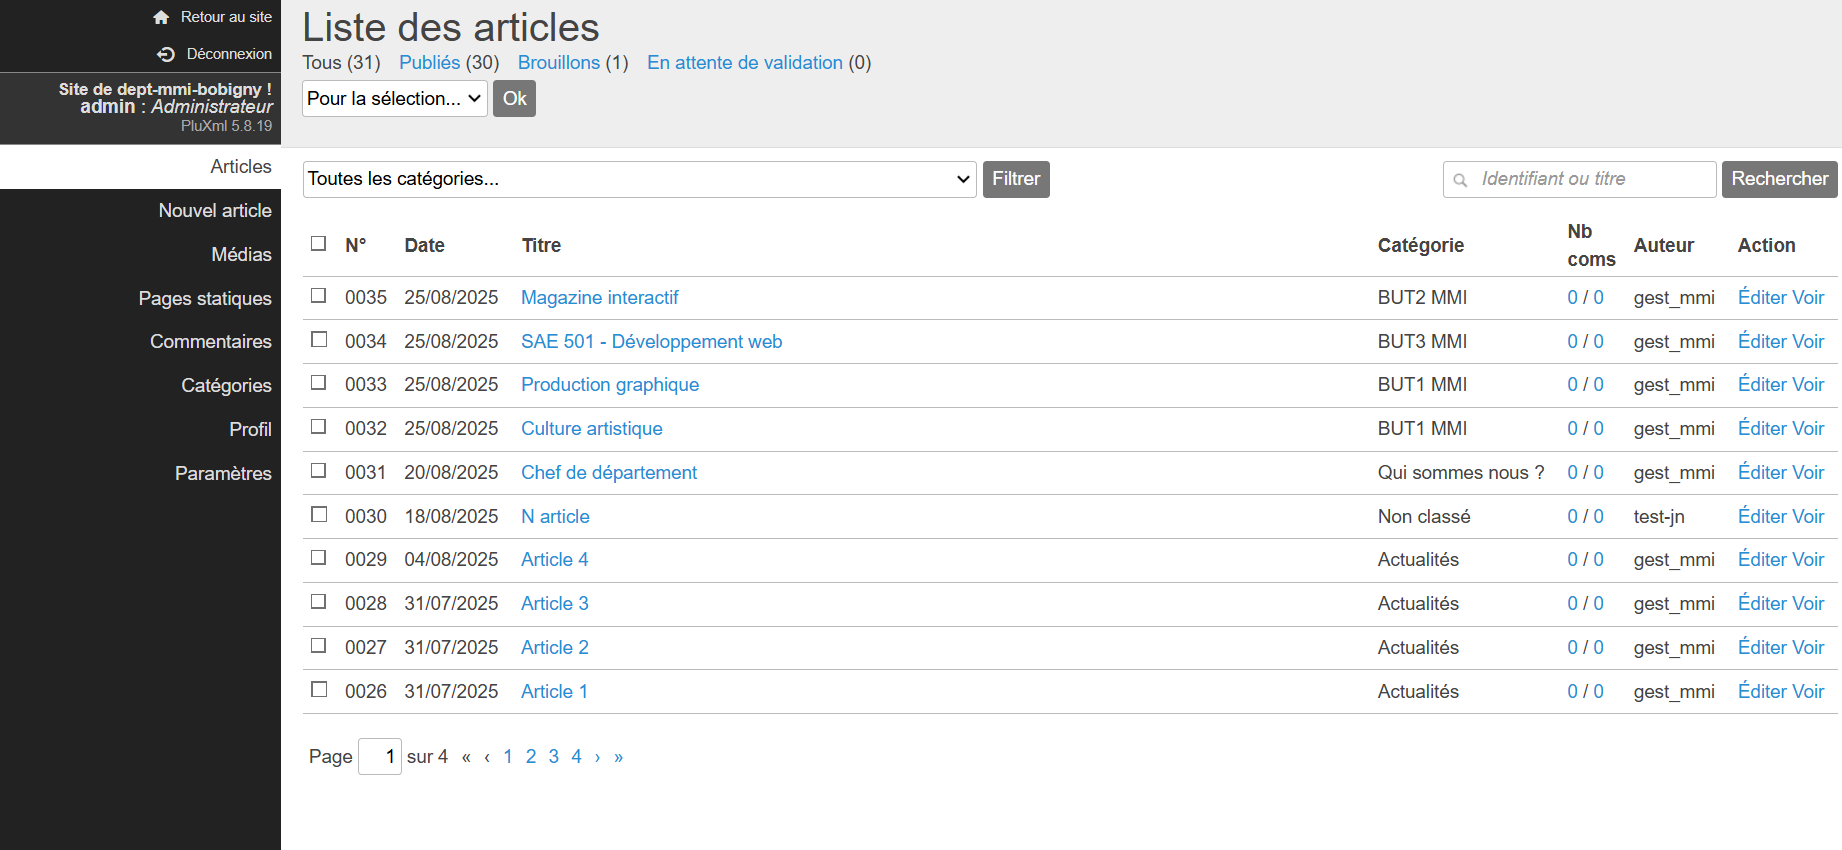 Retour au site
Déconnexion
Site de dept-mmi-bobigny !
admin : Administrateur
PluXml 5.8.19
Articles
Nouvel article
Médias
Pages statiques
Commentaires
Catégories
Profil
Paramètres
Liste des articles
Tous (31) Publiés (30) Brouillons (1) En attente de validation (0)
Pour la sélection... Ok
Toutes les catégories... Filtrer Identifiant ou titre Rechercher
N° Date Titre Catégorie Nb coms Auteur Action
0035 25/08/2025 Magazine interactif BUT2 MMI 0 / 0 gest_mmi Éditer Voir
0034 25/08/2025 SAE 501 - Développement web BUT3 MMI 0 / 0 gest_mmi Éditer Voir
0033 25/08/2025 Production graphique BUT1 MMI 0 / 0 gest_mmi Éditer Voir
0032 25/08/2025 Culture artistique BUT1 MMI 0 / 0 gest_mmi Éditer Voir
0031 20/08/2025 Chef de département Qui sommes nous ? 0 / 0 gest_mmi Éditer Voir
0030 18/08/2025 N article Non classé 0 / 0 test-jn Éditer Voir
0029 04/08/2025 Article 4 Actualités 0 / 0 gest_mmi Éditer Voir
0028 31/07/2025 Article 3 Actualités 0 / 0 gest_mmi Éditer Voir
0027 31/07/2025 Article 2 Actualités 0 / 0 gest_mmi Éditer Voir
0026 31/07/2025 Article 1 Actualités 0 / 0 gest_mmi Éditer Voir
Page 1 sur 4 « ‹ 1 2 3 4 › »